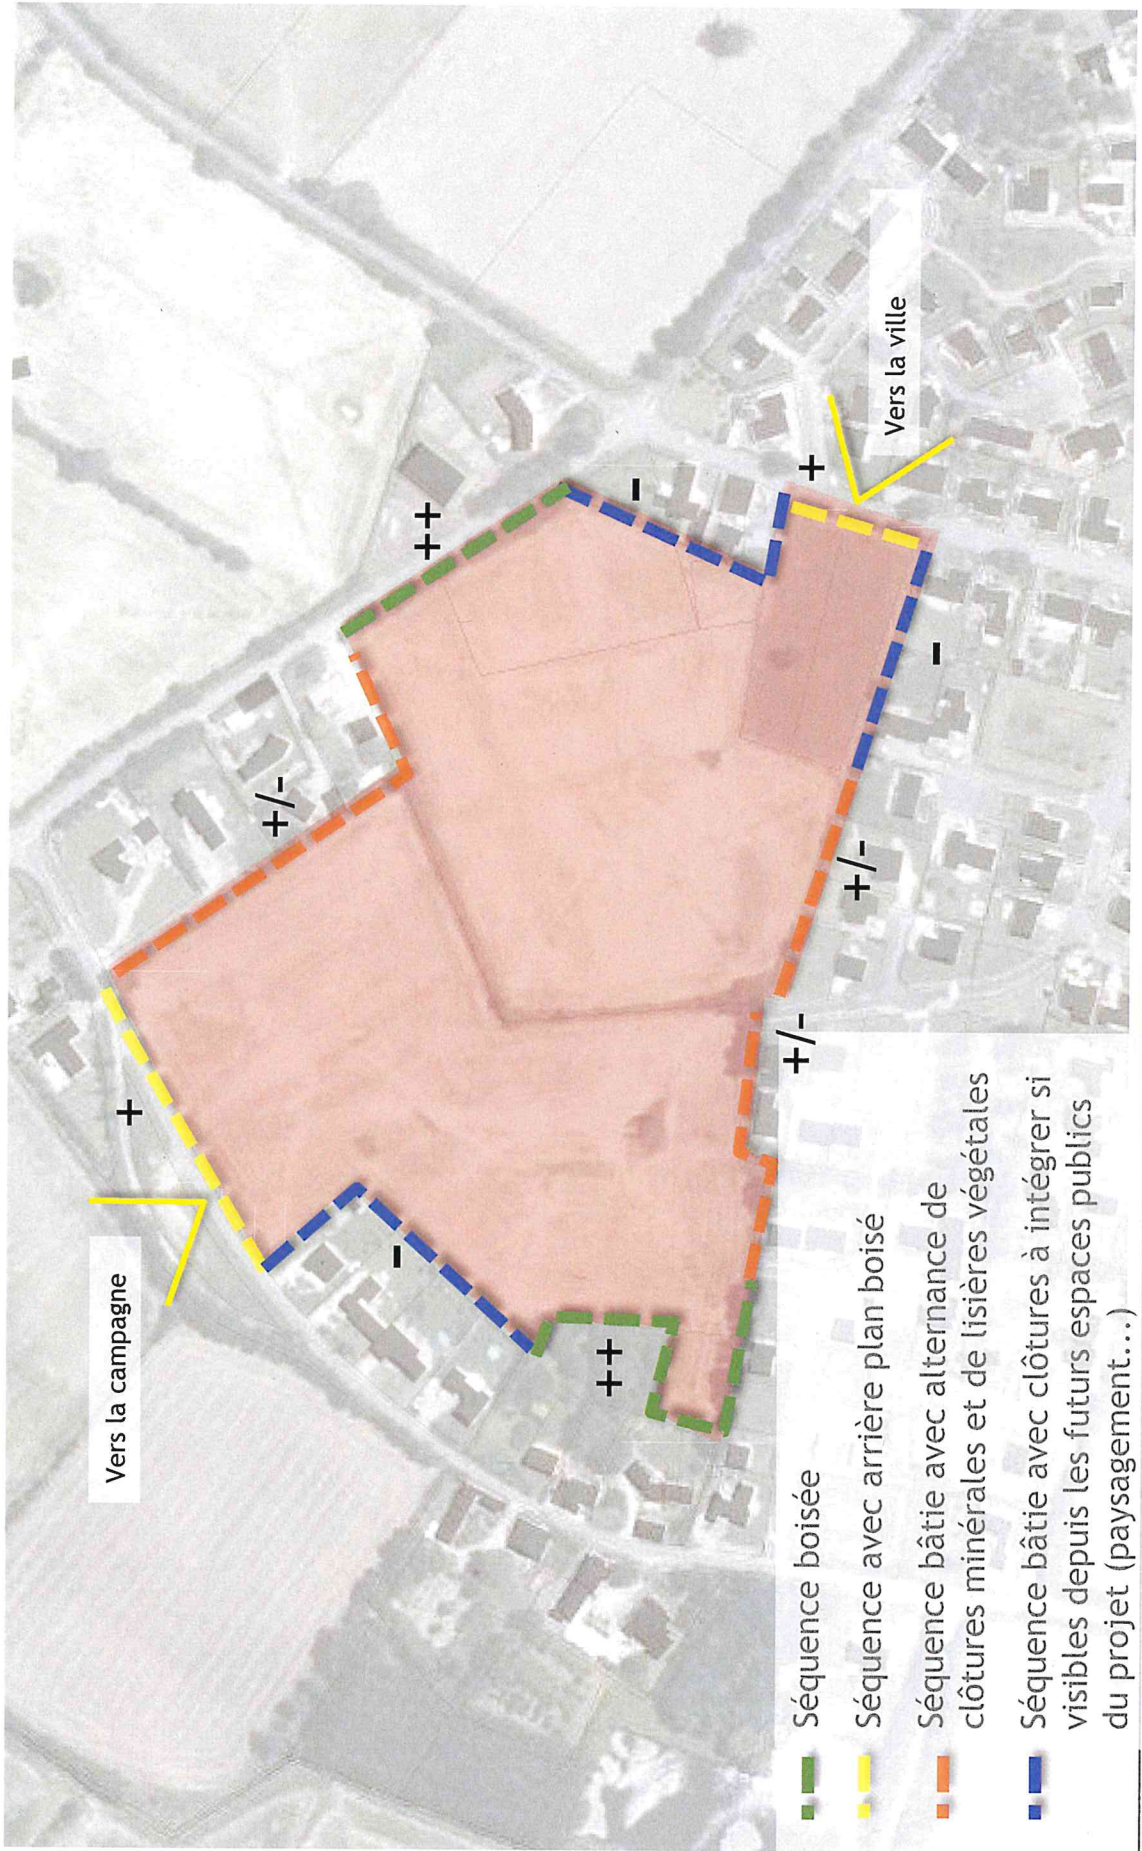 Vers la campagne
+
+/-
++
-
-
++
+
Vers la ville
-
+/-
+/-
Séquence boisée
Séquence avec arrière plan boisé
Séquence bâtie avec alternance de
clôtures minérales et de lisières végétales
Séquence bâtie avec clôtures à intégrer si
visibles depuis les futurs espaces publics
du projet (paysagement...)